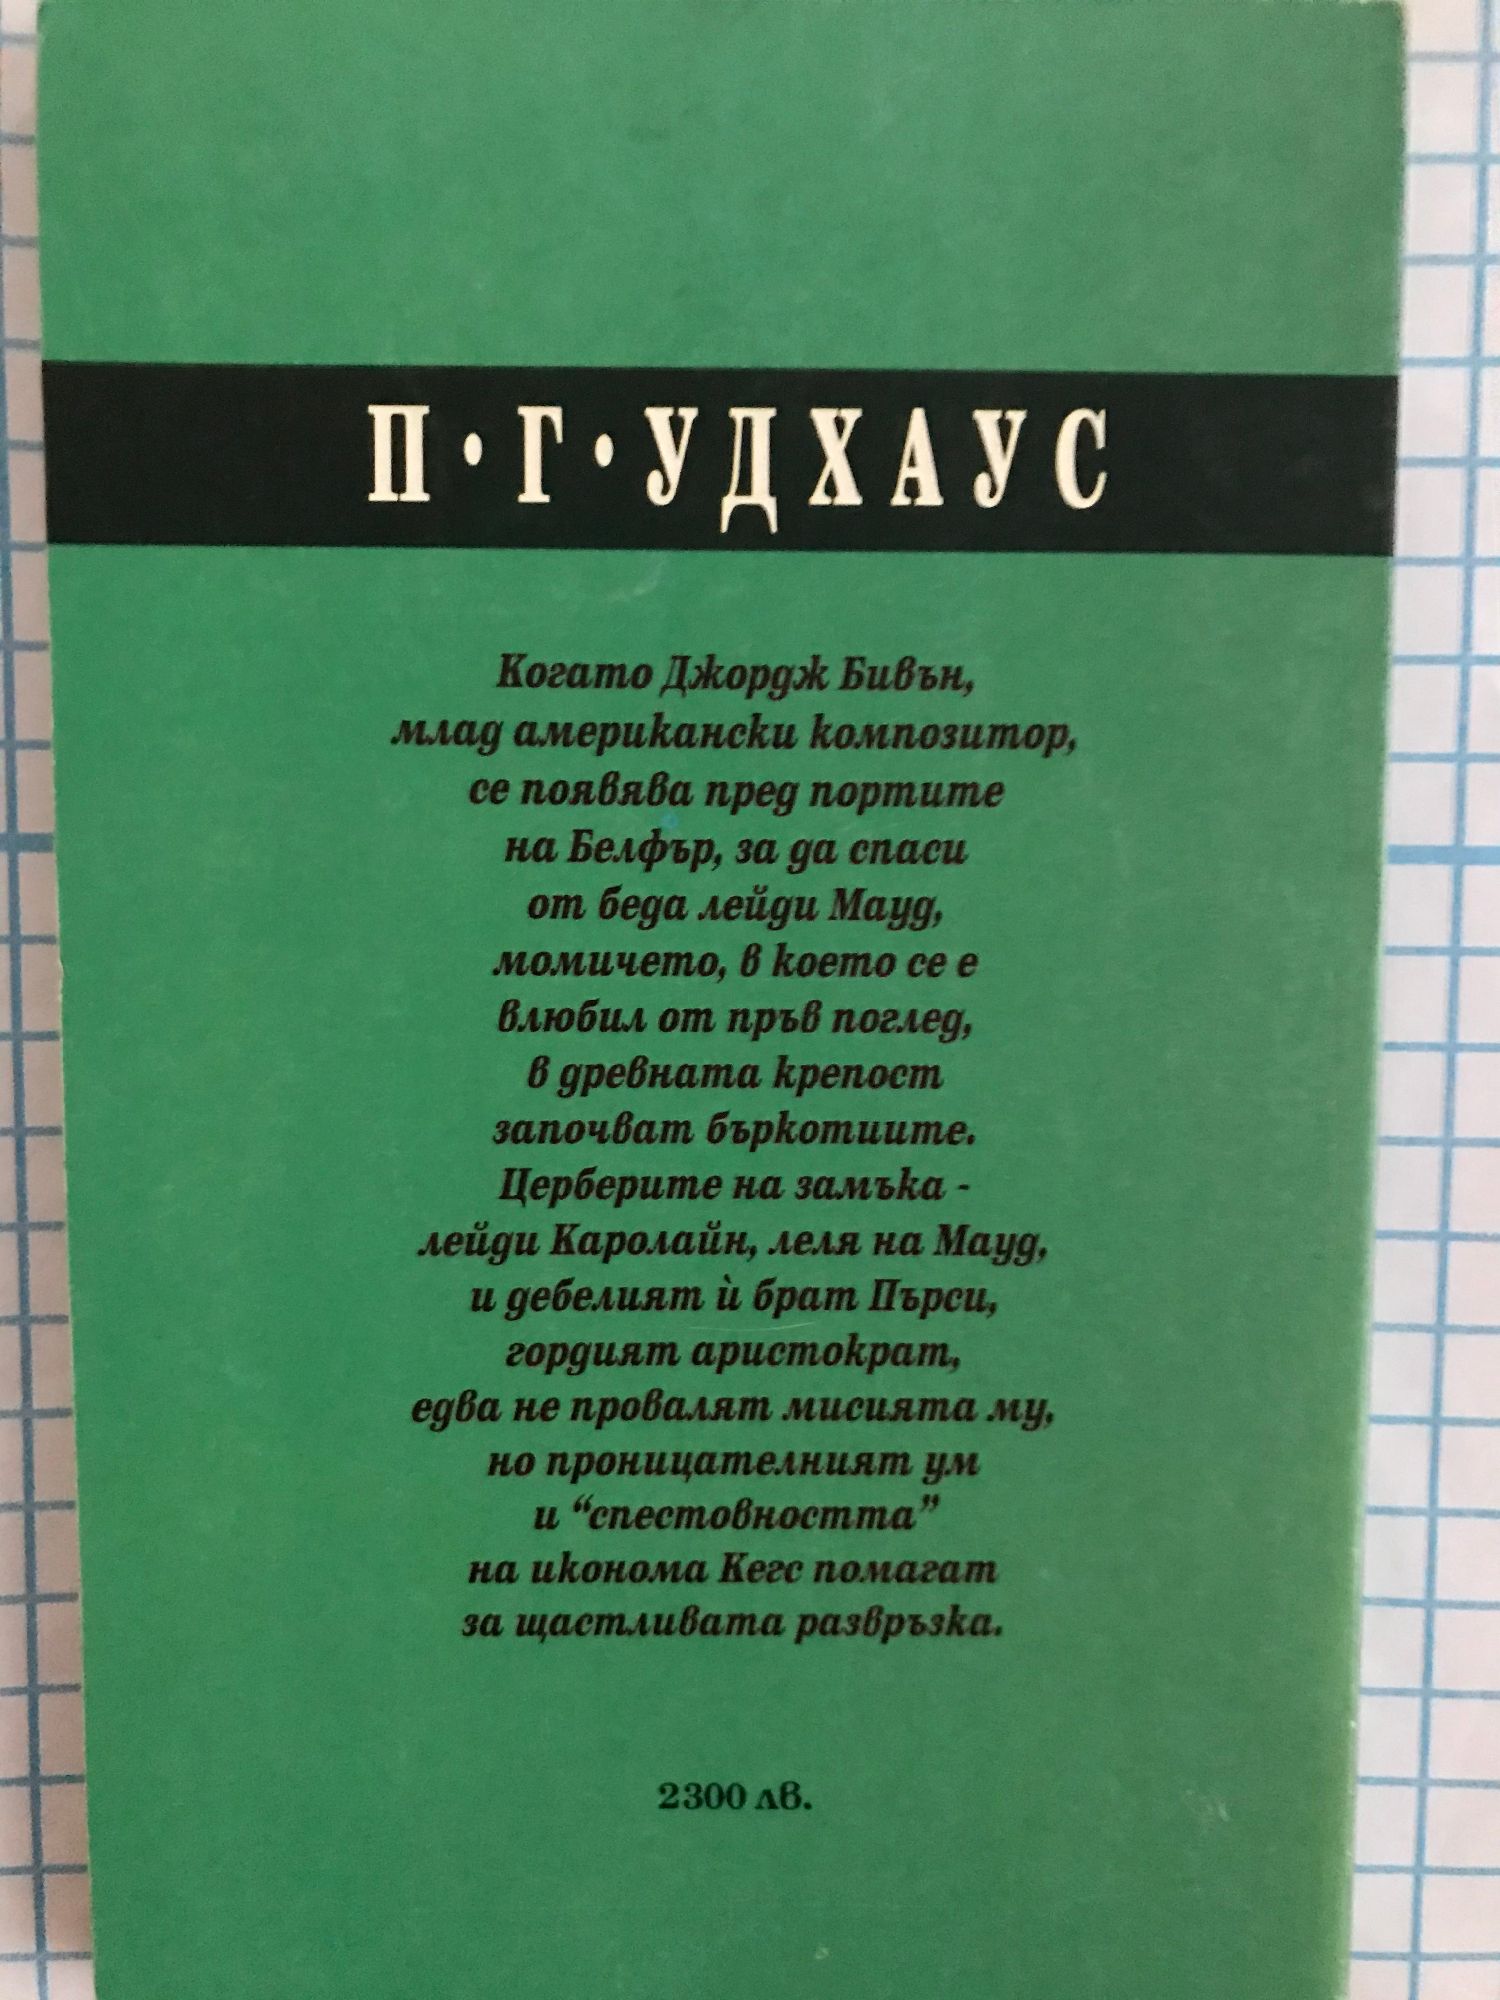 П·Г·УДХАУС
Когато Джордж Бивън,
млад американски композитор,
се появява пред портите
на Белфър, за да спаси
от беда лейди Мауд,
момичето, в което се е
влюбил от пръв поглед,
в древната крепост
започват бъркотиите.
Церберите на замъка -
лейди Каролайн, леля на Мауд,
и дебелият ѝ брат Пърси,
гордият аристократ,
едва не провалят мисията му,
но проницателният ум
и “спестовността”
на иконома Кегс помагат
за щастливата развръзка.
2300 лв.